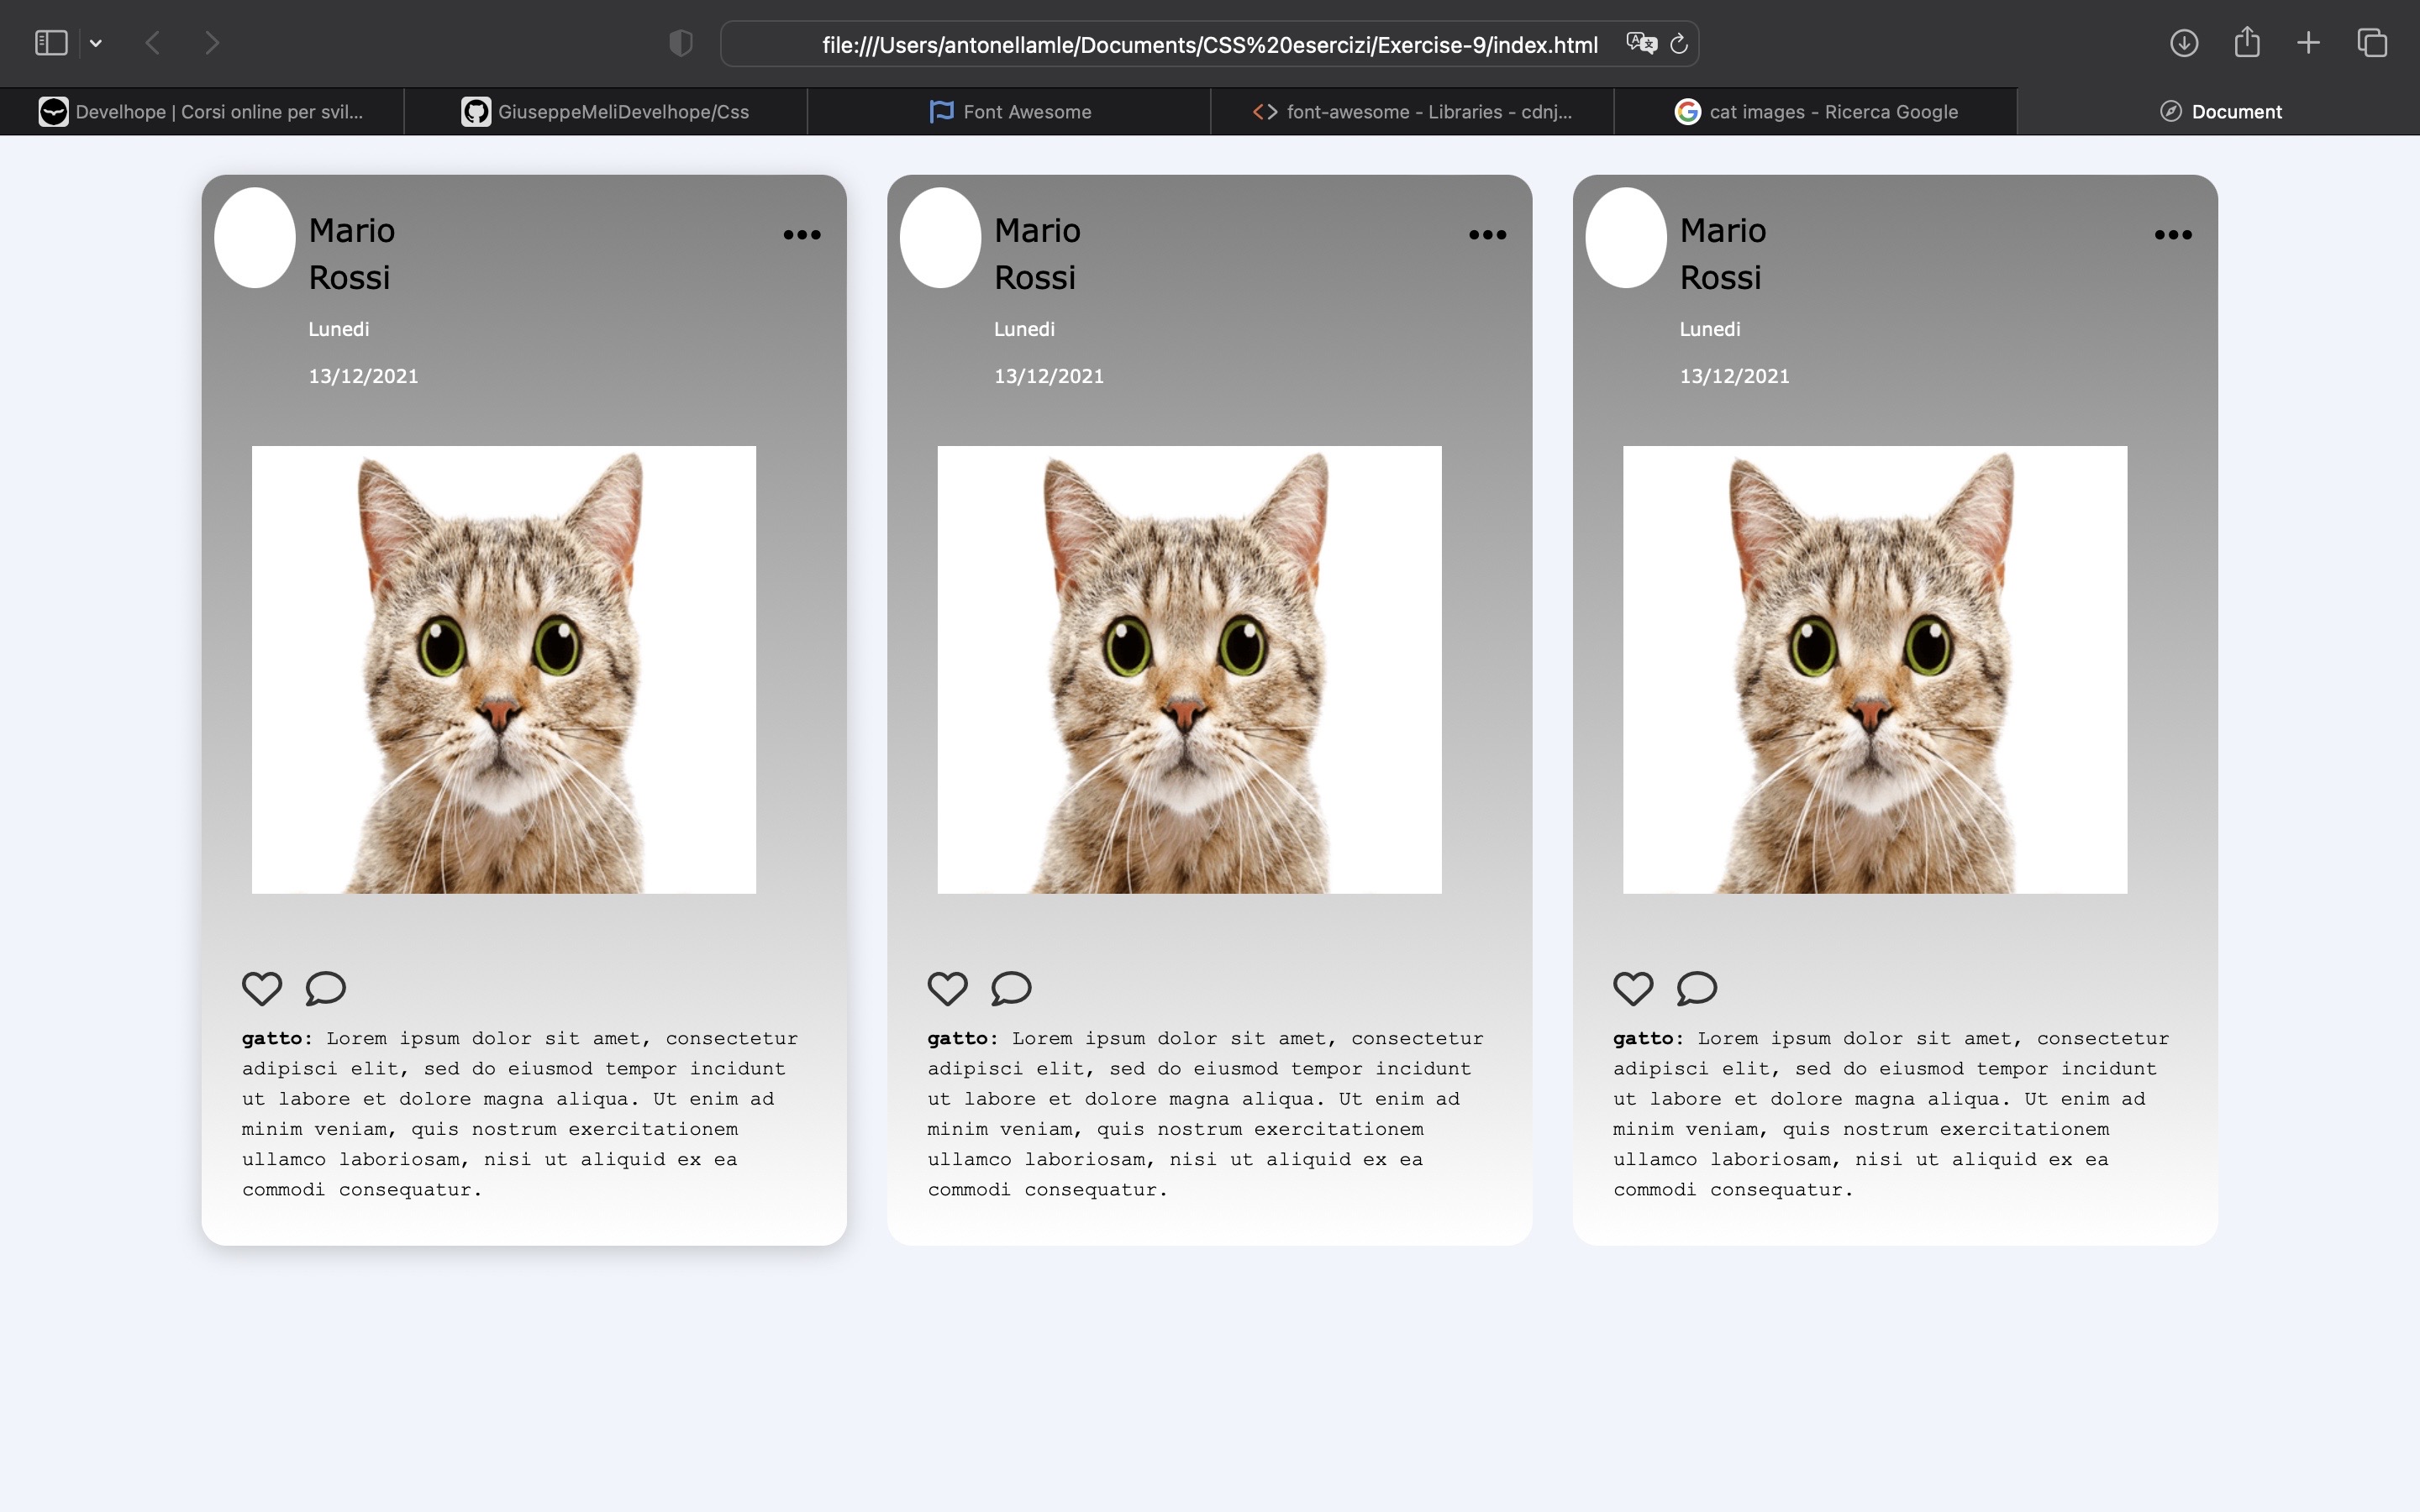 file:///Users/antonellamle/Documents/CSS%20esercizi/Exercise-9/index.html
Develhope | Corsi online per svil...
GiuseppeMeliDevelhope/Css
Font Awesome
font-awesome - Libraries - cdnj...
cat images - Ricerca Google
Document
Mario
Rossi
Lunedi
13/12/2021
gatto: Lorem ipsum dolor sit amet, consectetur
adipisci elit, sed do eiusmod tempor incidunt
ut labore et dolore magna aliqua. Ut enim ad
minim veniam, quis nostrum exercitationem
ullamco laboriosam, nisi ut aliquid ex ea
commodi consequatur.
Mario
Rossi
Lunedi
13/12/2021
gatto: Lorem ipsum dolor sit amet, consectetur
adipisci elit, sed do eiusmod tempor incidunt
ut labore et dolore magna aliqua. Ut enim ad
minim veniam, quis nostrum exercitationem
ullamco laboriosam, nisi ut aliquid ex ea
commodi consequatur.
Mario
Rossi
Lunedi
13/12/2021
gatto: Lorem ipsum dolor sit amet, consectetur
adipisci elit, sed do eiusmod tempor incidunt
ut labore et dolore magna aliqua. Ut enim ad
minim veniam, quis nostrum exercitationem
ullamco laboriosam, nisi ut aliquid ex ea
commodi consequatur.